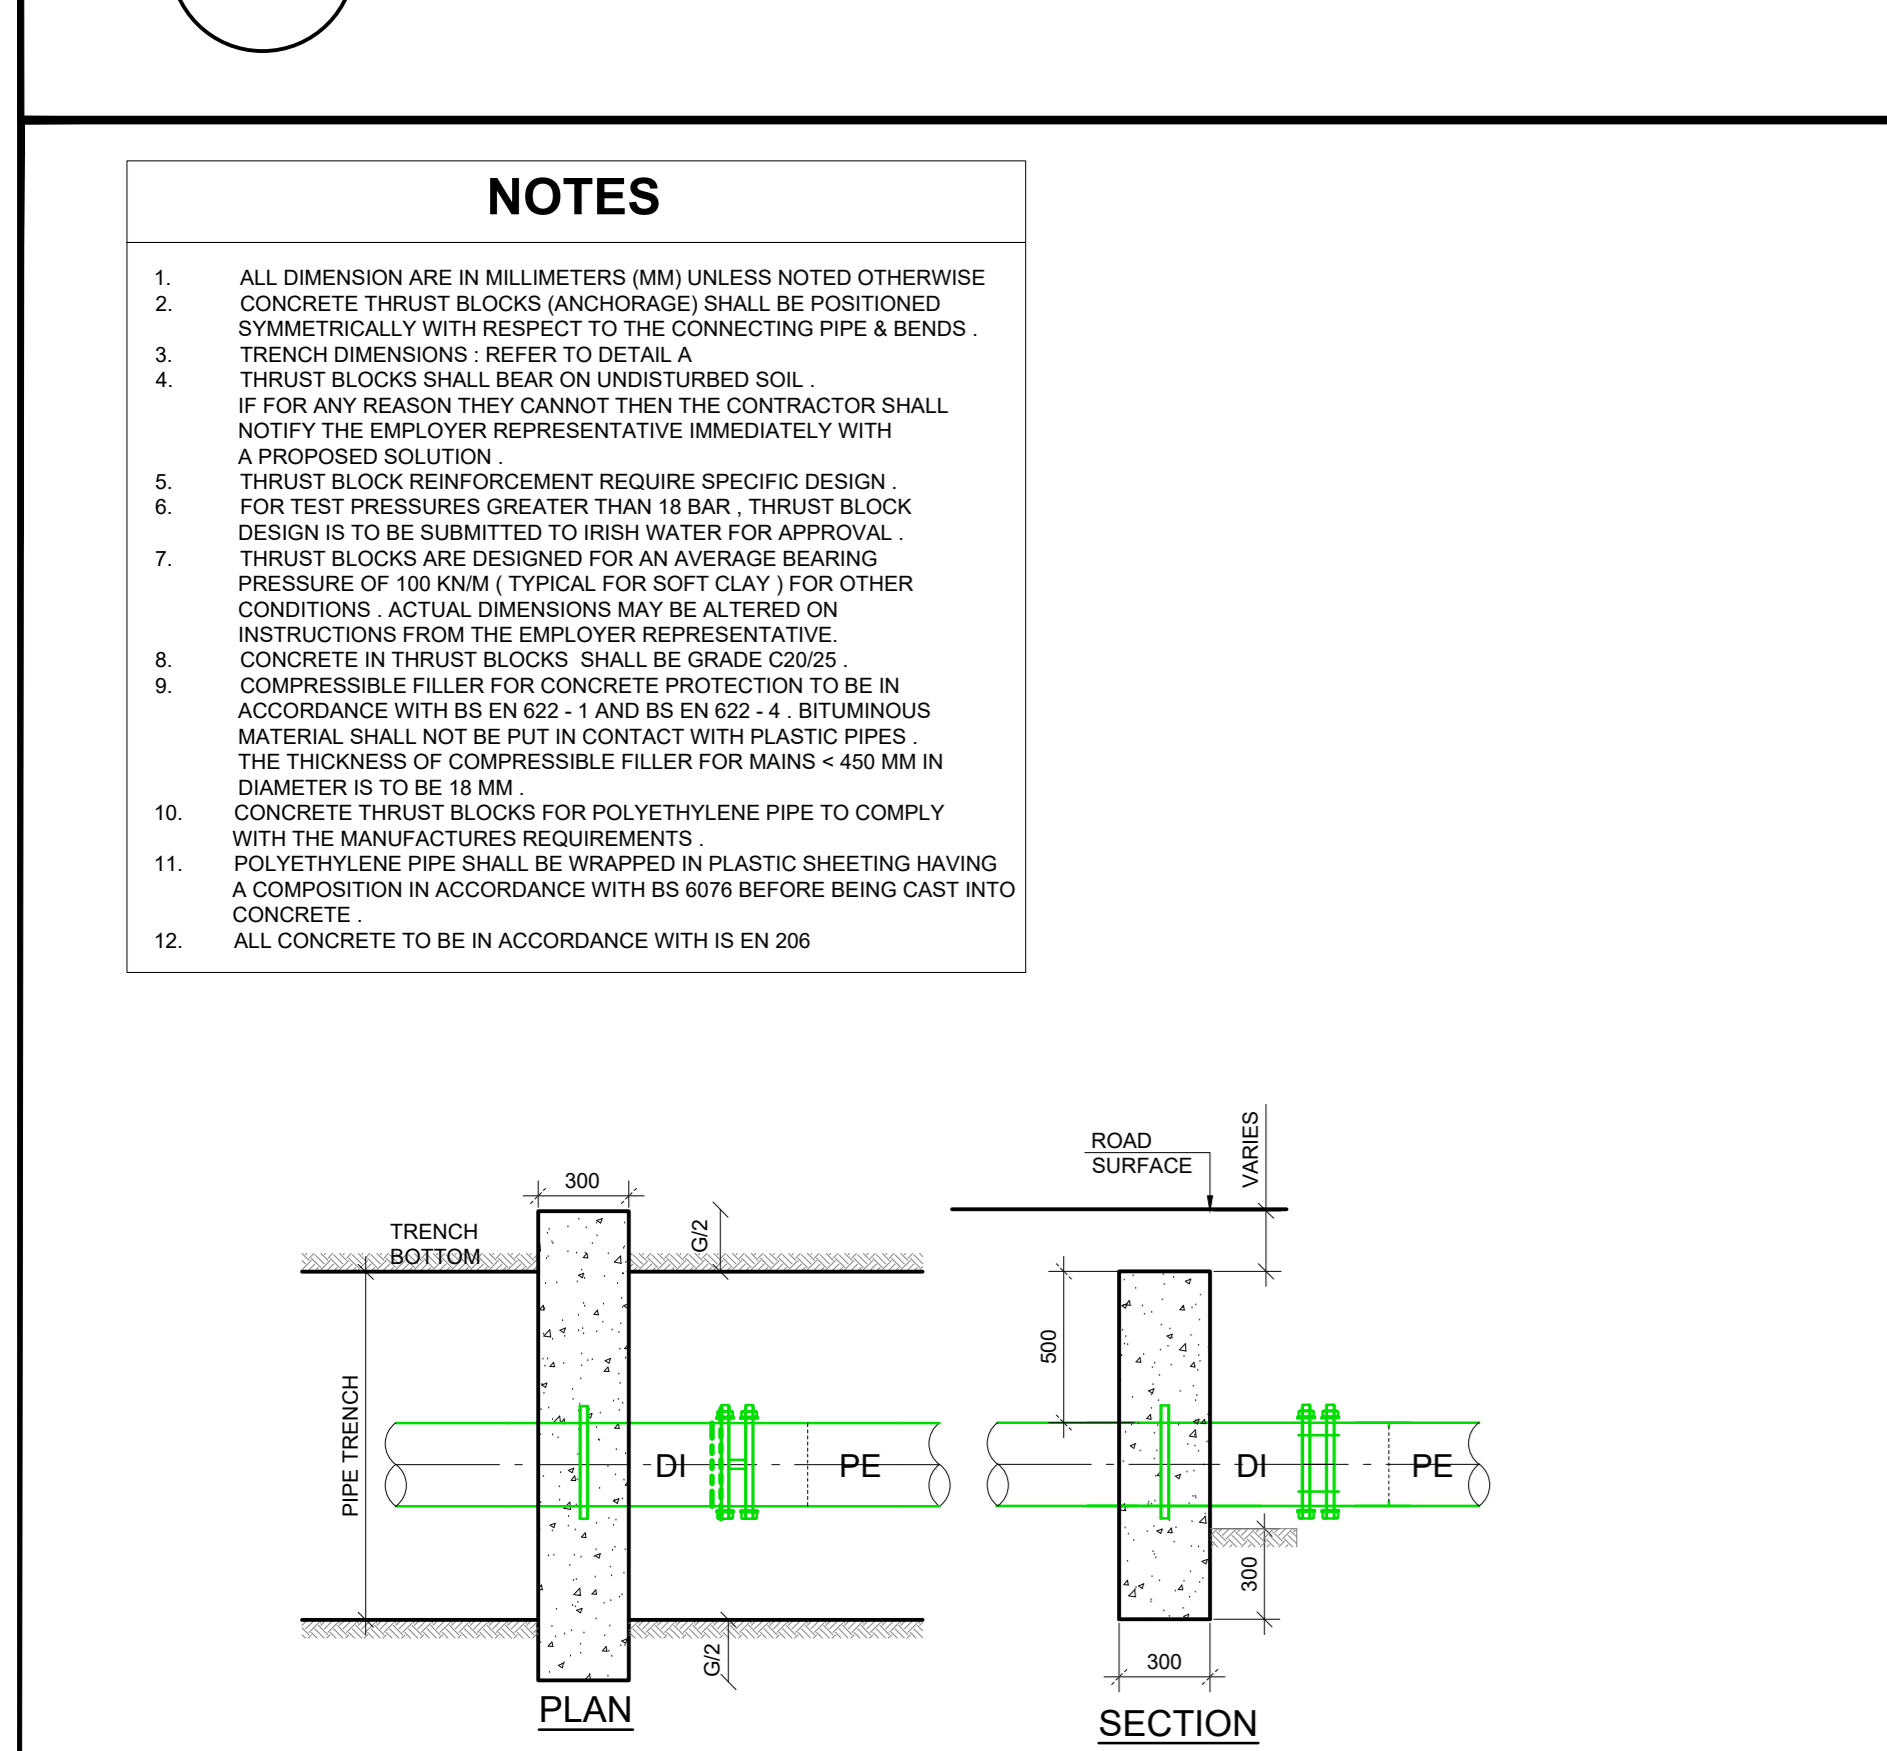 NOTES
1. ALL DIMENSION ARE IN MILLIMETERS (MM) UNLESS NOTED OTHERWISE
2. CONCRETE THRUST BLOCKS (ANCHORAGE) SHALL BE POSITIONED
SYMMETRICALLY WITH RESPECT TO THE CONNECTING PIPE & BENDS .
3. TRENCH DIMENSIONS : REFER TO DETAIL A
4. THRUST BLOCKS SHALL BEAR ON UNDISTURBED SOIL .
IF FOR ANY REASON THEY CANNOT THEN THE CONTRACTOR SHALL
NOTIFY THE EMPLOYER REPRESENTATIVE IMMEDIATELY WITH
A PROPOSED SOLUTION .
5. THRUST BLOCK REINFORCEMENT REQUIRE SPECIFIC DESIGN .
6. FOR TEST PRESSURES GREATER THAN 18 BAR , THRUST BLOCK
DESIGN IS TO BE SUBMITTED TO IRISH WATER FOR APPROVAL .
7. THRUST BLOCKS ARE DESIGNED FOR AN AVERAGE BEARING
PRESSURE OF 100 KN/M ( TYPICAL FOR SOFT CLAY ) FOR OTHER
CONDITIONS . ACTUAL DIMENSIONS MAY BE ALTERED ON
INSTRUCTIONS FROM THE EMPLOYER REPRESENTATIVE.
8. CONCRETE IN THRUST BLOCKS SHALL BE GRADE C20/25 .
9. COMPRESSIBLE FILLER FOR CONCRETE PROTECTION TO BE IN
ACCORDANCE WITH BS EN 622 - 1 AND BS EN 622 - 4 . BITUMINOUS
MATERIAL SHALL NOT BE PUT IN CONTACT WITH PLASTIC PIPES .
THE THICKNESS OF COMPRESSIBLE FILLER FOR MAINS < 450 MM IN
DIAMETER IS TO BE 18 MM .
10. CONCRETE THRUST BLOCKS FOR POLYETHYLENE PIPE TO COMPLY
WITH THE MANUFACTURES REQUIREMENTS .
11. POLYETHYLENE PIPE SHALL BE WRAPPED IN PLASTIC SHEETING HAVING
A COMPOSITION IN ACCORDANCE WITH BS 6076 BEFORE BEING CAST INTO
CONCRETE .
12. ALL CONCRETE TO BE IN ACCORDANCE WITH IS EN 206
300
TRENCH
BOTTOM
G/2
PIPE TRENCH
DI
PE
G/2
PLAN
ROAD
SURFACE
VARIES
500
DI
PE
300
300
SECTION